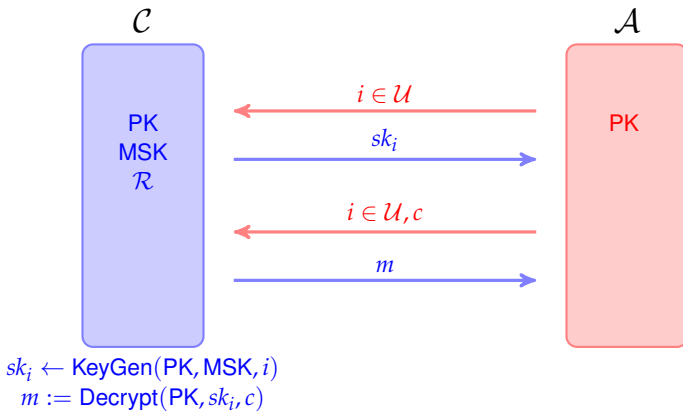 𝒞
𝒜
i ∈ 𝒰
PK
MSK
ℛ
PK
sk_i
i ∈ 𝒰, c
m
sk_i ← KeyGen(PK, MSK, i)
m := Decrypt(PK, sk_i, c)